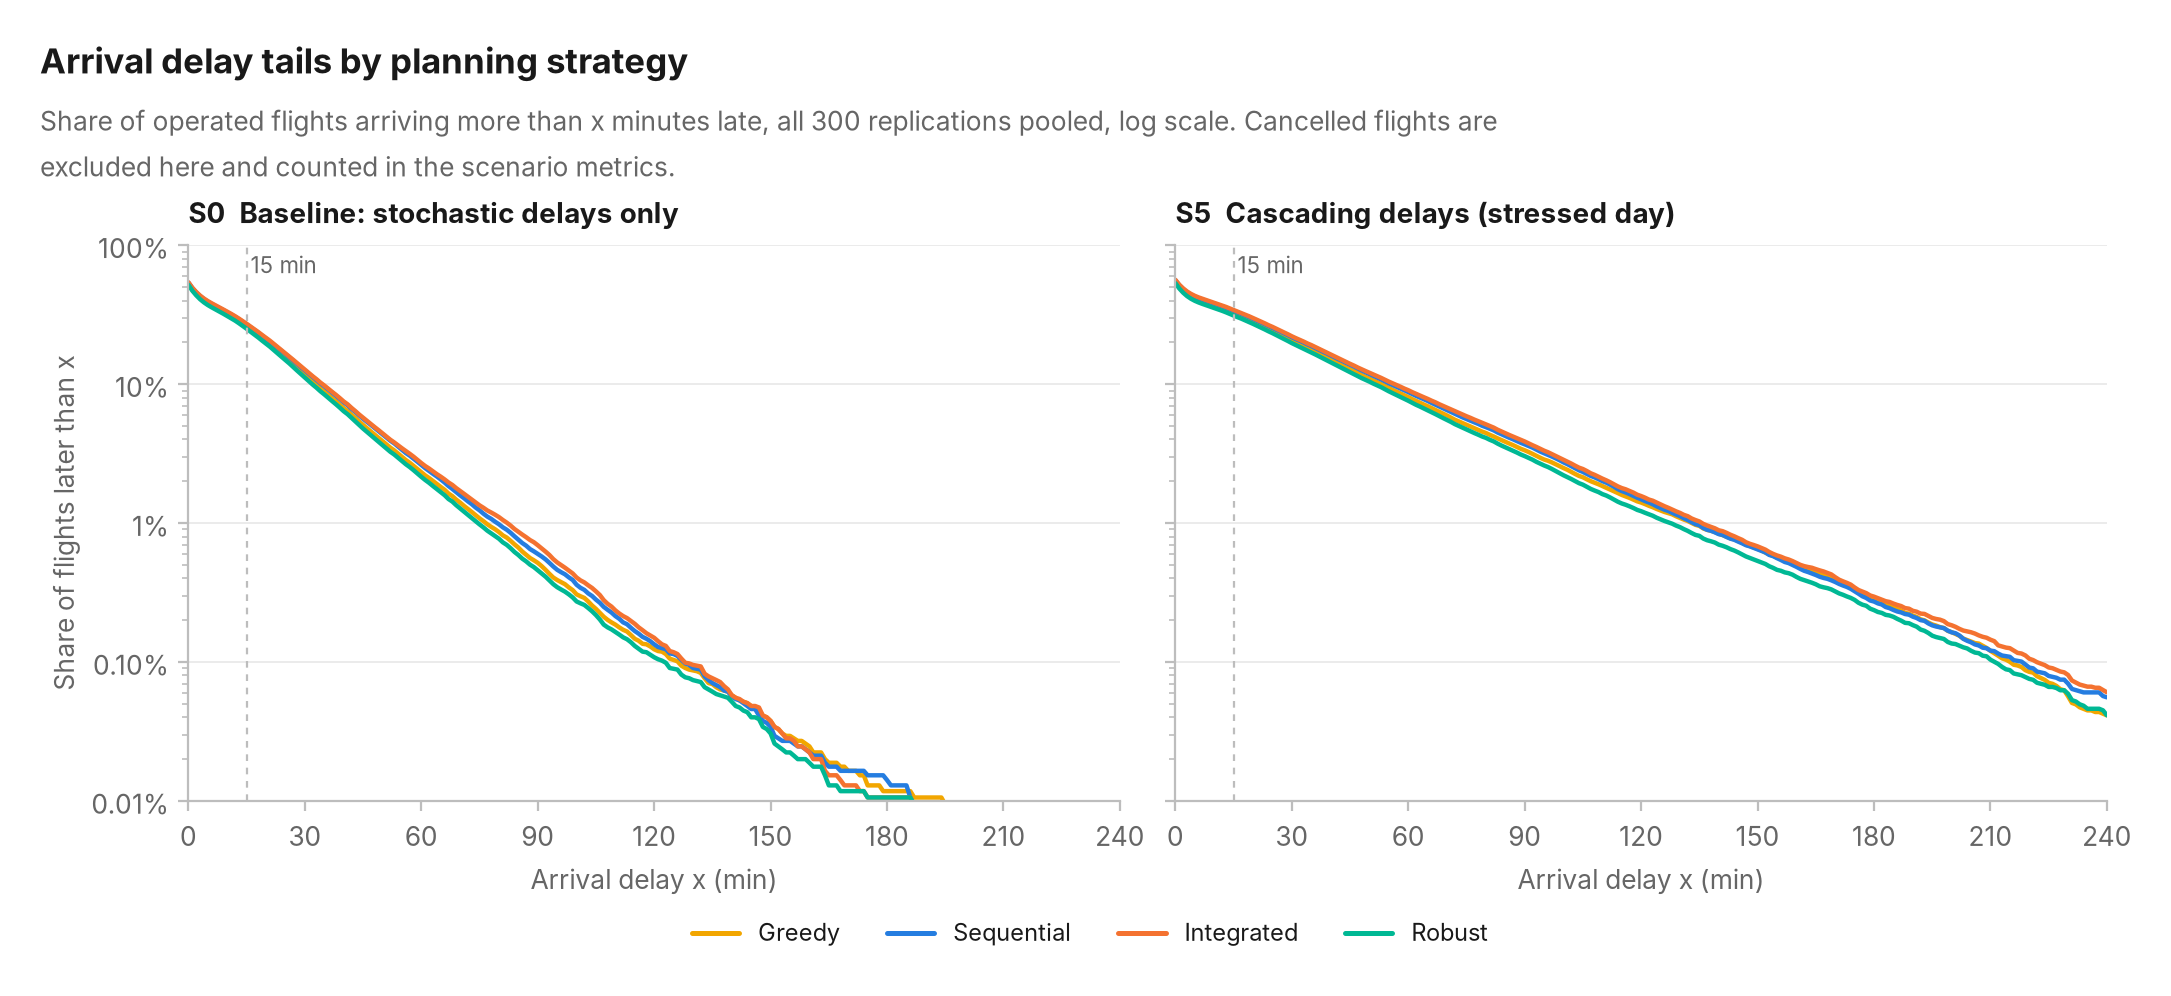 Arrival delay tails by planning strategy
Share of operated flights arriving more than x minutes late, all 300 replications pooled, log scale. Cancelled flights are
excluded here and counted in the scenario metrics.
S0 Baseline: stochastic delays only
S5 Cascading delays (stressed day)
100%
10%
1%
0.10%
0.01%
Share of flights later than x
15 min
15 min
0 30 60 90 120 150 180 210 240
0 30 60 90 120 150 180 210 240
Arrival delay x (min)
Arrival delay x (min)
Greedy Sequential Integrated Robust